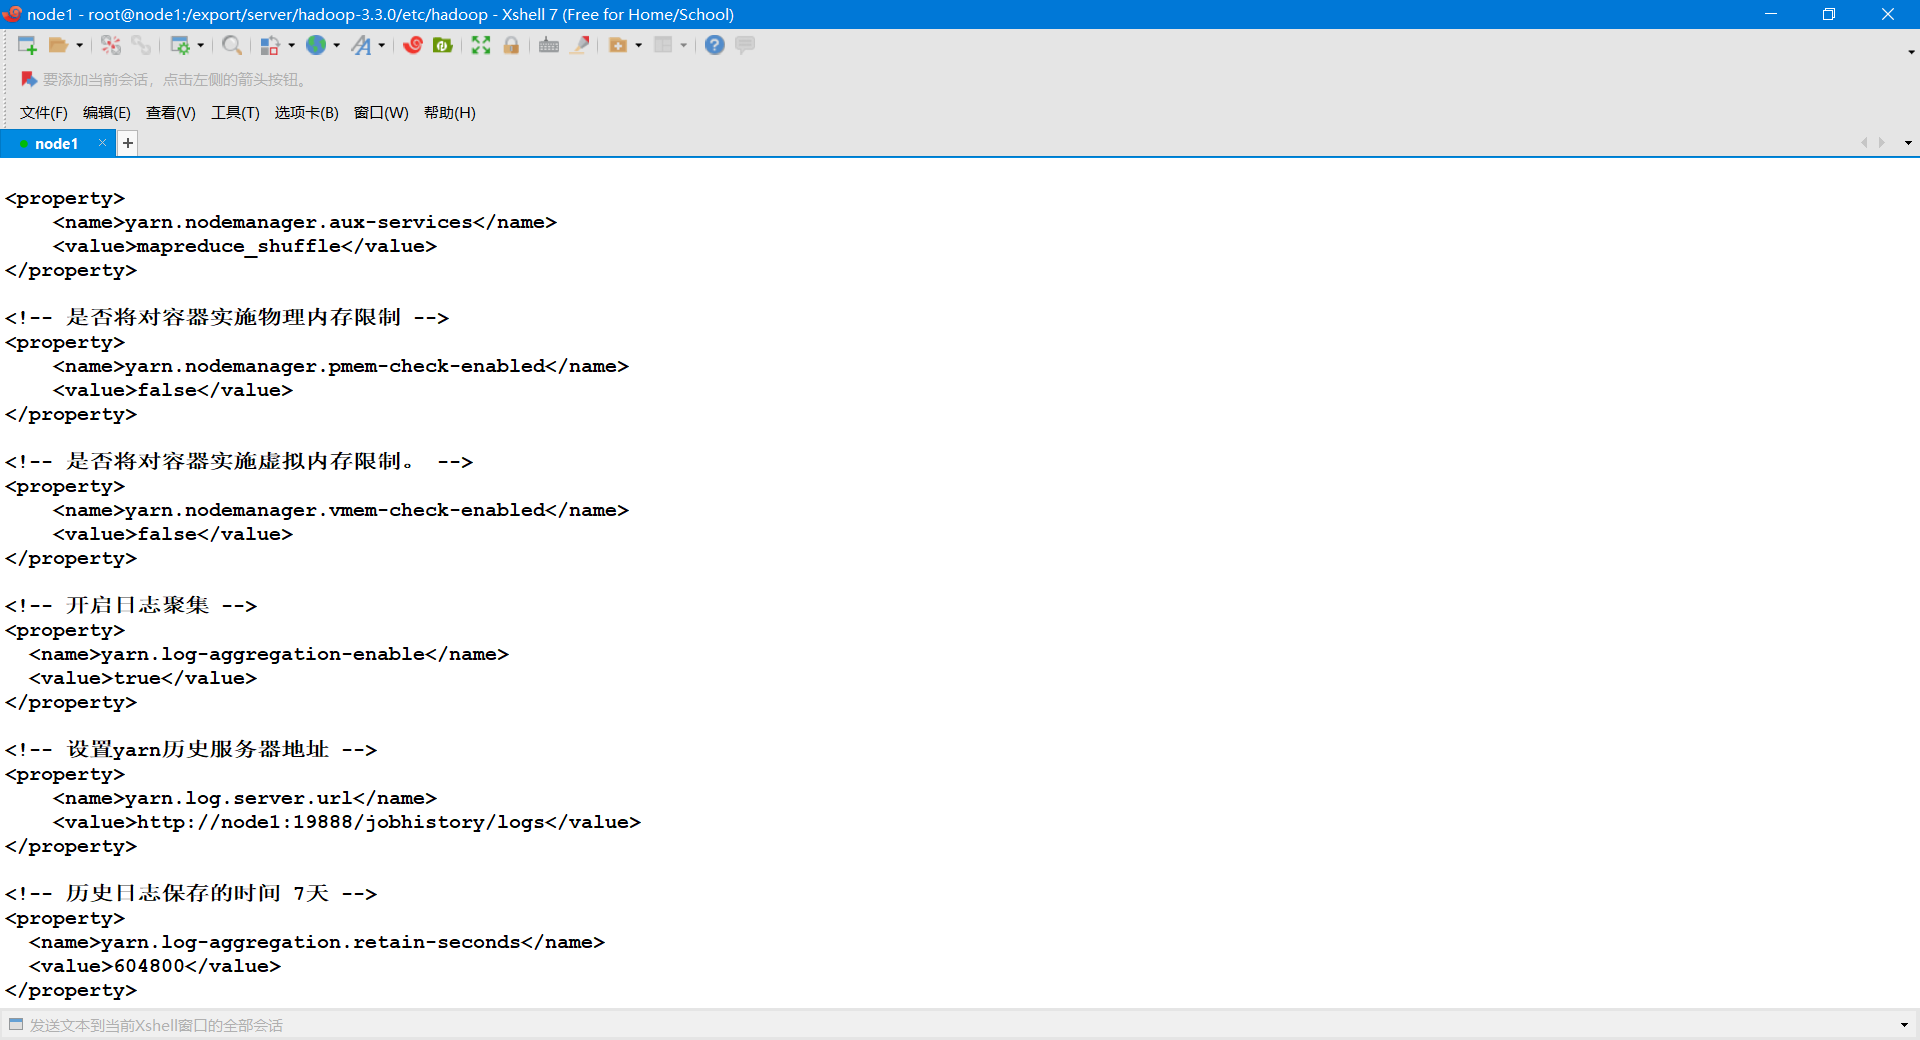 node1 - root@node1:/export/server/hadoop-3.3.0/etc/hadoop - Xshell 7 (Free for Home/School)
要添加当前会话，点击左侧的箭头按钮。
文件(F) 编辑(E) 查看(V) 工具(T) 选项卡(B) 窗口(W) 帮助(H)
node1
<property>
    <name>yarn.nodemanager.aux-services</name>
    <value>mapreduce_shuffle</value>
</property>
<!-- 是否将对容器实施物理内存限制 -->
<property>
    <name>yarn.nodemanager.pmem-check-enabled</name>
    <value>false</value>
</property>
<!-- 是否将对容器实施虚拟内存限制。 -->
<property>
    <name>yarn.nodemanager.vmem-check-enabled</name>
    <value>false</value>
</property>
<!-- 开启日志聚集 -->
<property>
  <name>yarn.log-aggregation-enable</name>
  <value>true</value>
</property>
<!-- 设置yarn历史服务器地址 -->
<property>
    <name>yarn.log.server.url</name>
    <value>http://node1:19888/jobhistory/logs</value>
</property>
<!-- 历史日志保存的时间 7天 -->
<property>
  <name>yarn.log-aggregation.retain-seconds</name>
  <value>604800</value>
</property>
发送文本到当前Xshell窗口的全部会话